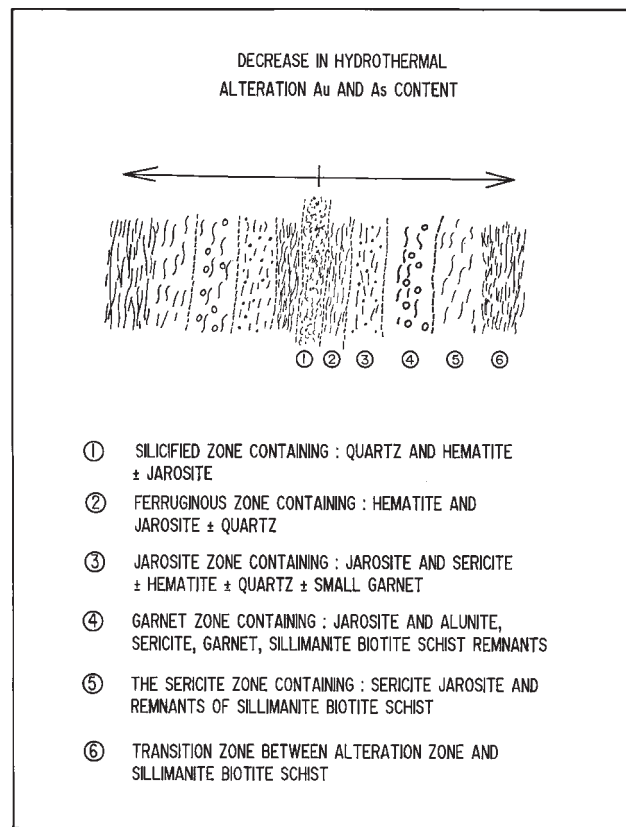 DECREASE IN HYDROTHERMAL
ALTERATION Au AND As CONTENT
① ② ③ ④ ⑤ ⑥
① SILICIFIED ZONE CONTAINING : QUARTZ AND HEMATITE
± JAROSITE
② FERRUGINOUS ZONE CONTAINING : HEMATITE AND
JAROSITE ± QUARTZ
③ JAROSITE ZONE CONTAINING : JAROSITE AND SERICITE
± HEMATITE ± QUARTZ ± SMALL GARNET
④ GARNET ZONE CONTAINING : JAROSITE AND ALUNITE,
SERICITE, GARNET, SILLIMANITE BIOTITE SCHIST REMNANTS
⑤ THE SERICITE ZONE CONTAINING : SERICITE JAROSITE AND
REMNANTS OF SILLIMANITE BIOTITE SCHIST
⑥ TRANSITION ZONE BETWEEN ALTERATION ZONE AND
SILLIMANITE BIOTITE SCHIST